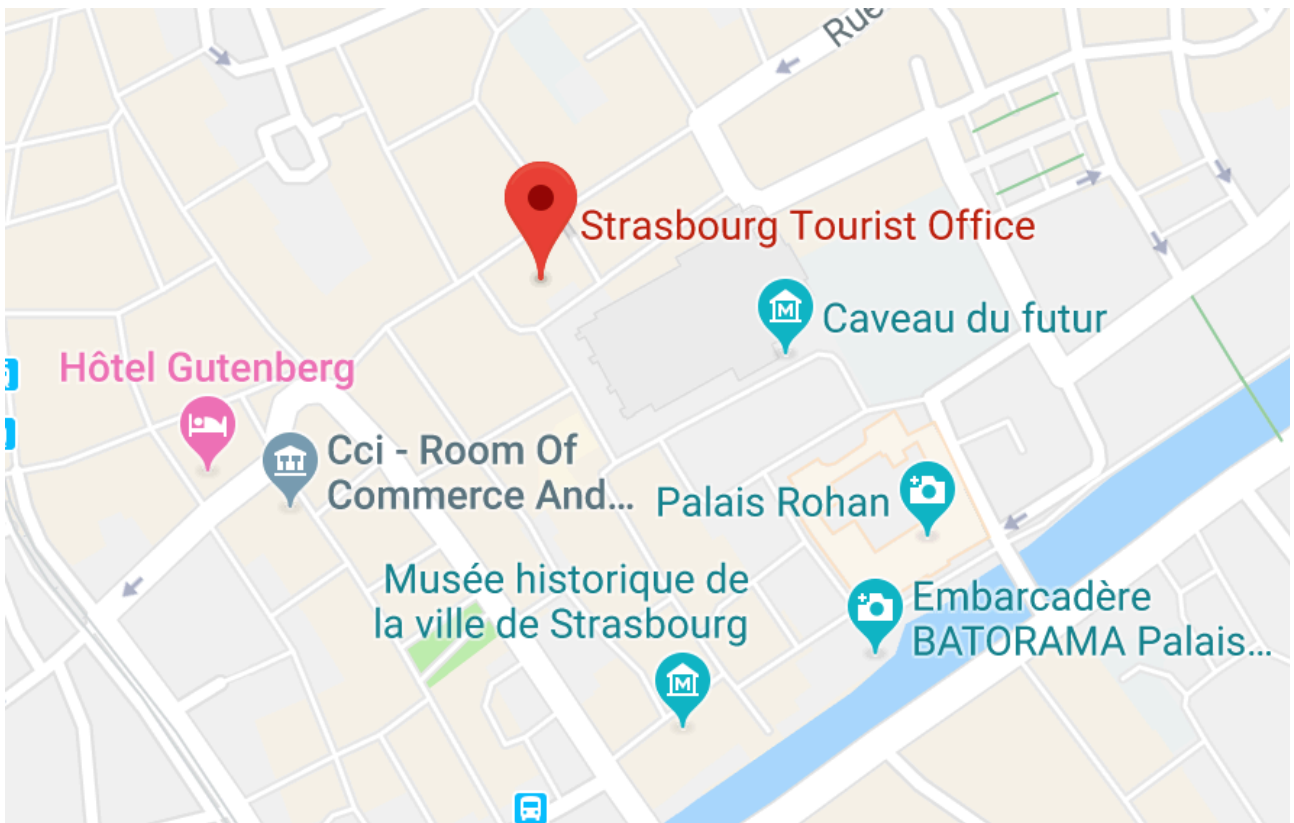 Rue
Strasbourg Tourist Office
Caveau du futur
Hôtel Gutenberg
Cci - Room Of
Commerce And...
Palais Rohan
Musée historique de
la ville de Strasbourg
Embarcadère
BATORAMA Palais...